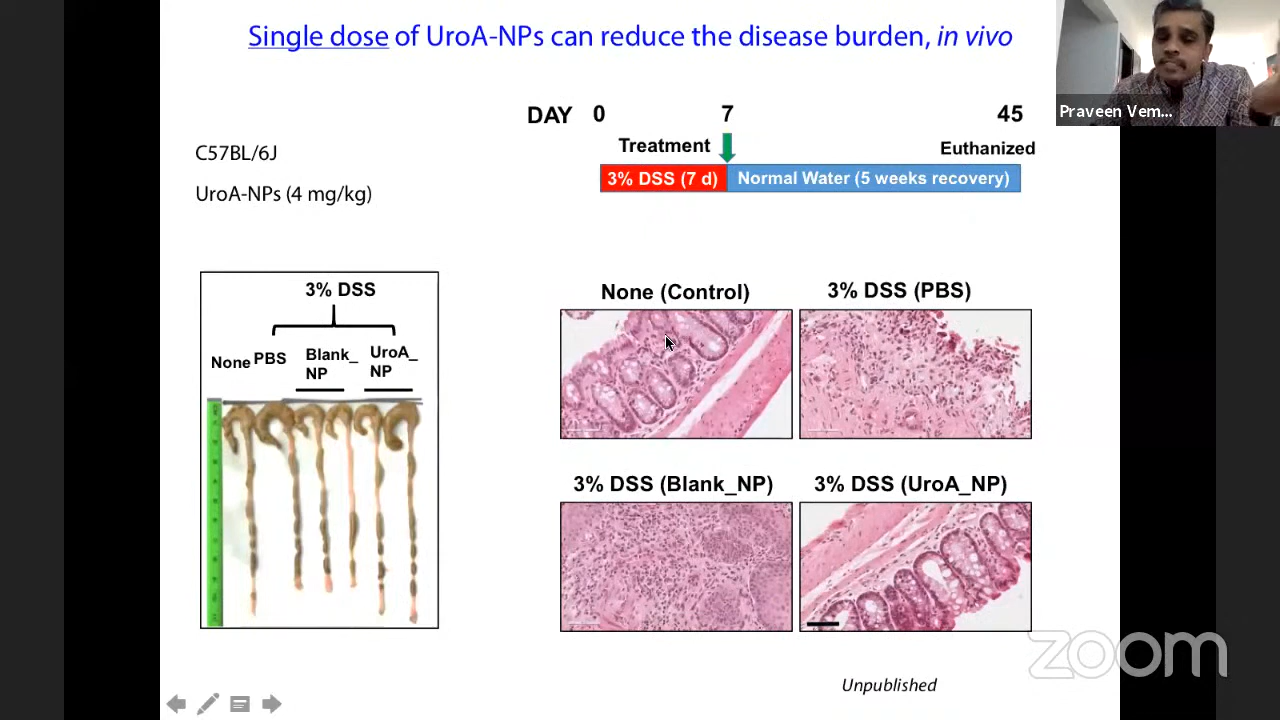 Single dose of UroA-NPs can reduce the disease burden, in vivo
Praveen Vem...
DAY 0 7 45
C57BL/6J
UroA-NPs (4 mg/kg)
Treatment
Euthanized
3% DSS (7 d)
Normal Water (5 weeks recovery)
3% DSS
None
PBS
Blank_
NP
UroA_
NP
None (Control)
3% DSS (PBS)
3% DSS (Blank_NP)
3% DSS (UroA_NP)
Unpublished
zoom